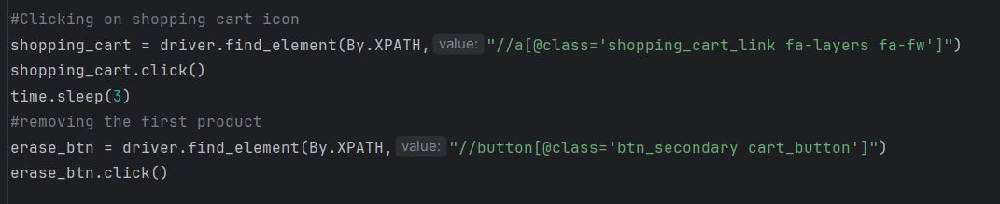 #Clicking on shopping cart icon
shopping_cart = driver.find_element(By.XPATH, value: "//a[@class='shopping_cart_link fa-layers fa-fw']")
shopping_cart.click()
time.sleep(3)
#removing the first product
erase_btn = driver.find_element(By.XPATH, value: "//button[@class='btn_secondary cart_button']")
erase_btn.click()